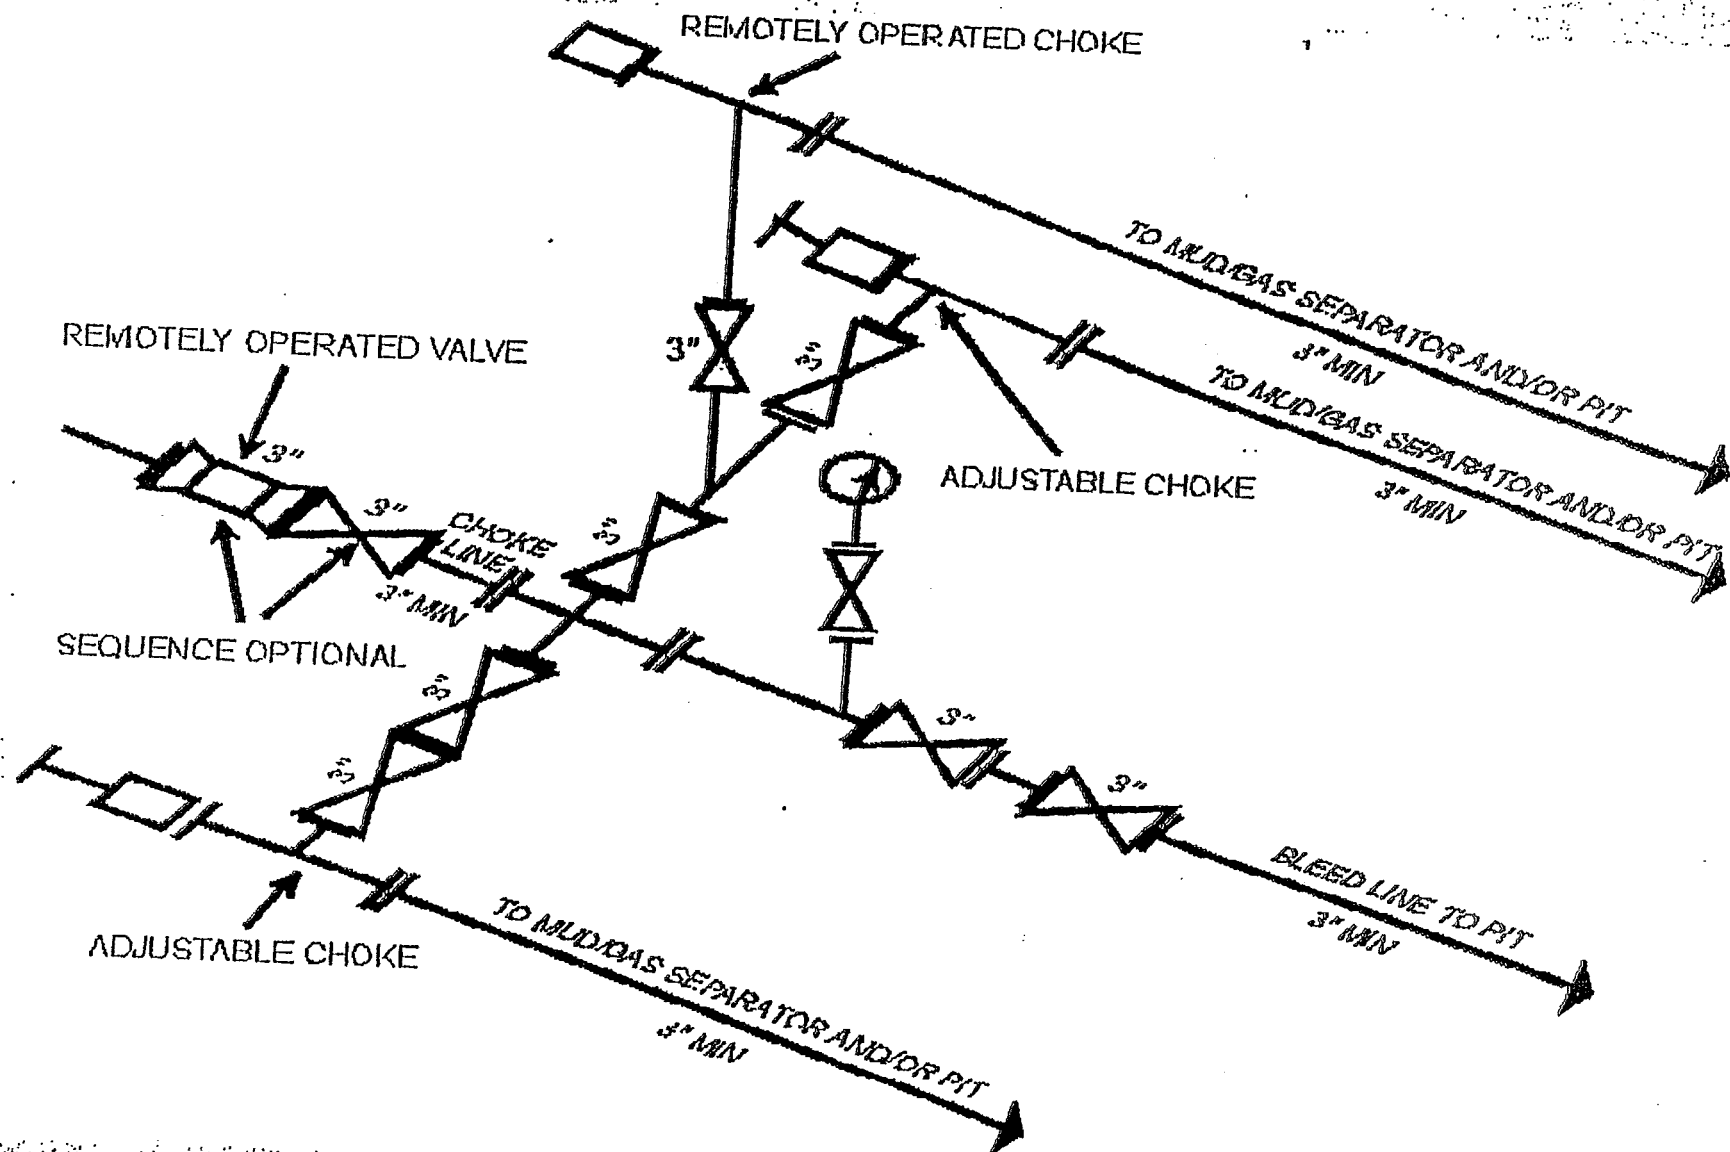 REMOTELY OPERATED CHOKE
TO MUD/GAS SEPARATOR AND/OR PIT
3" MIN
3"
3"
TO MUD/GAS SEPARATOR AND/OR PIT
3" MIN
REMOTELY OPERATED VALVE
ADJUSTABLE CHOKE
3"
3"
CHOKE
LINE
3"
3" MIN
SEQUENCE OPTIONAL
3"
3"
3"
3"
BLEED LINE TO PIT
3" MIN
ADJUSTABLE CHOKE
TO MUD/GAS SEPARATOR AND/OR PIT
3" MIN